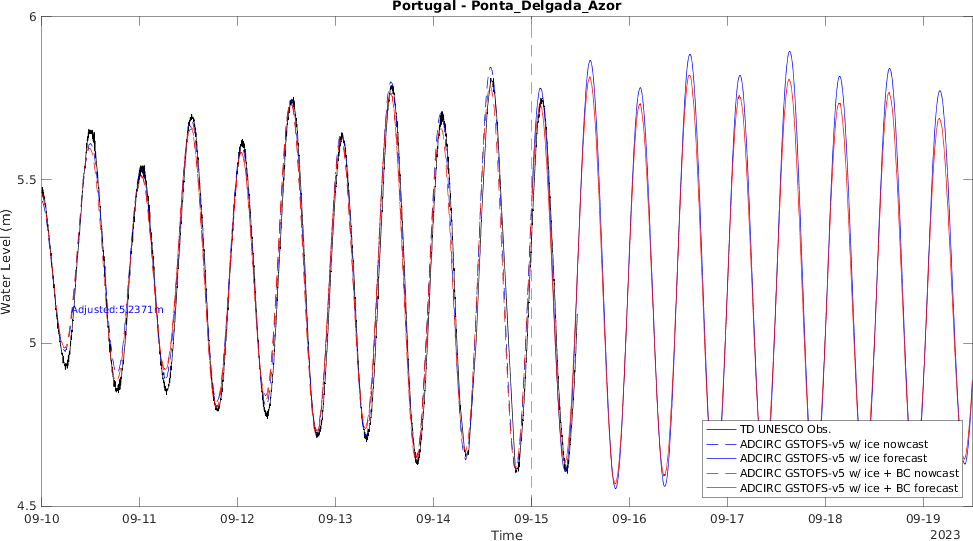 Portugal - Ponta_Delgada_Azor
6
5.5
5
4.5
Water Level (m)
Adjusted:5.2371m
TD UNESCO Obs.
ADCIRC GSTOFS-v5 w/ ice nowcast
ADCIRC GSTOFS-v5 w/ ice forecast
ADCIRC GSTOFS-v5 w/ ice + BC nowcast
ADCIRC GSTOFS-v5 w/ ice + BC forecast
09-10 09-11 09-12 09-13 09-14 09-15 09-16 09-17 09-18 09-19
Time
2023